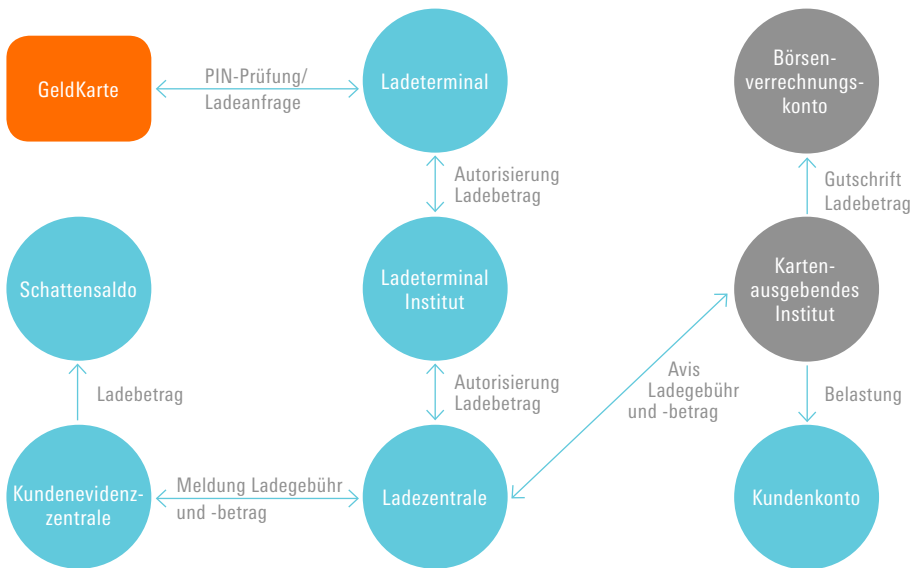 GeldKarte
PIN-Prüfung/
Ladeanfrage
Ladeterminal
Börsen-
verrechnungs-
konto
Autorisierung
Ladebetrag
Gutschrift
Ladebetrag
Schattensaldo
Ladeterminal
Institut
Karten-
ausgebendes
Institut
Ladebetrag
Autorisierung
Ladebetrag
Avis
Ladegebühr
und -betrag
Belastung
Kundenevidenz-
zentrale
Meldung Ladegebühr
und -betrag
Ladezentrale
Kundenkonto